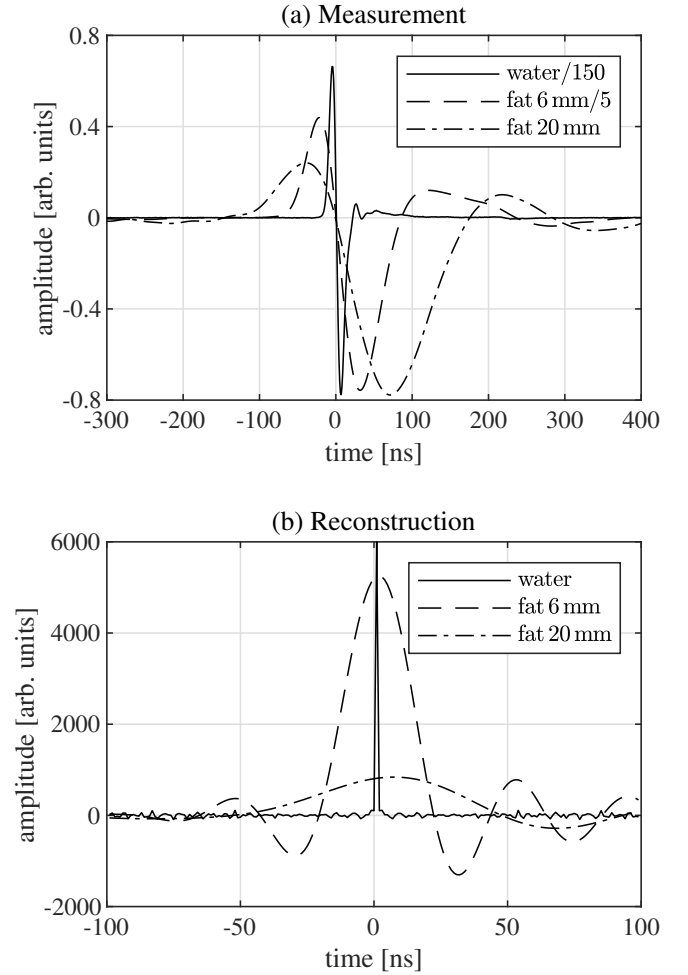 (a) Measurement
0.8
0.4
0
-0.4
-0.8
amplitude [arb. units]
water/150
fat 6 mm/5
fat 20 mm
-300 -200 -100 0 100 200 300 400
time [ns]
(b) Reconstruction
6000
4000
2000
0
-2000
amplitude [arb. units]
water
fat 6 mm
fat 20 mm
-100 -50 0 50 100
time [ns]